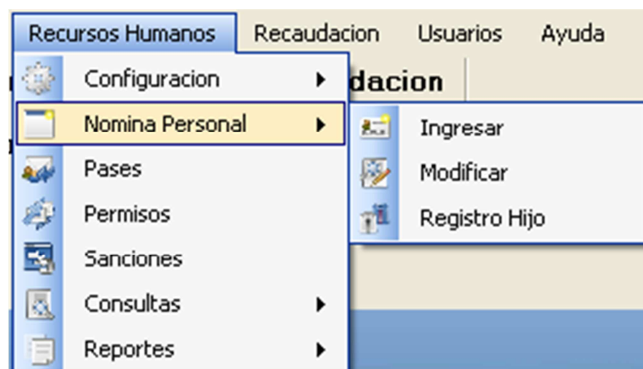 Recursos Humanos Recaudacion Usuarios Ayuda
Configuracion
dacion
Nomina Personal
Ingresar
Pases
Modificar
Permisos
Registro Hijo
Sanciones
Consultas
Reportes